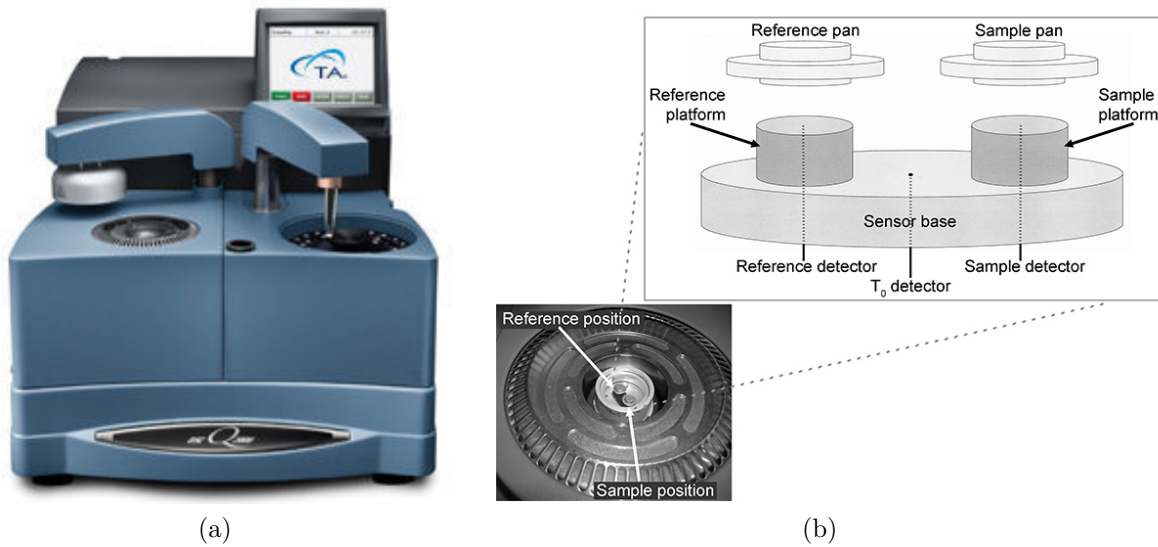 TA
Q
Reference pan
Sample pan
Reference
platform
Sample
platform
Sensor base
Reference detector
Sample detector
T₀ detector
Reference position
Sample position
(a)
(b)